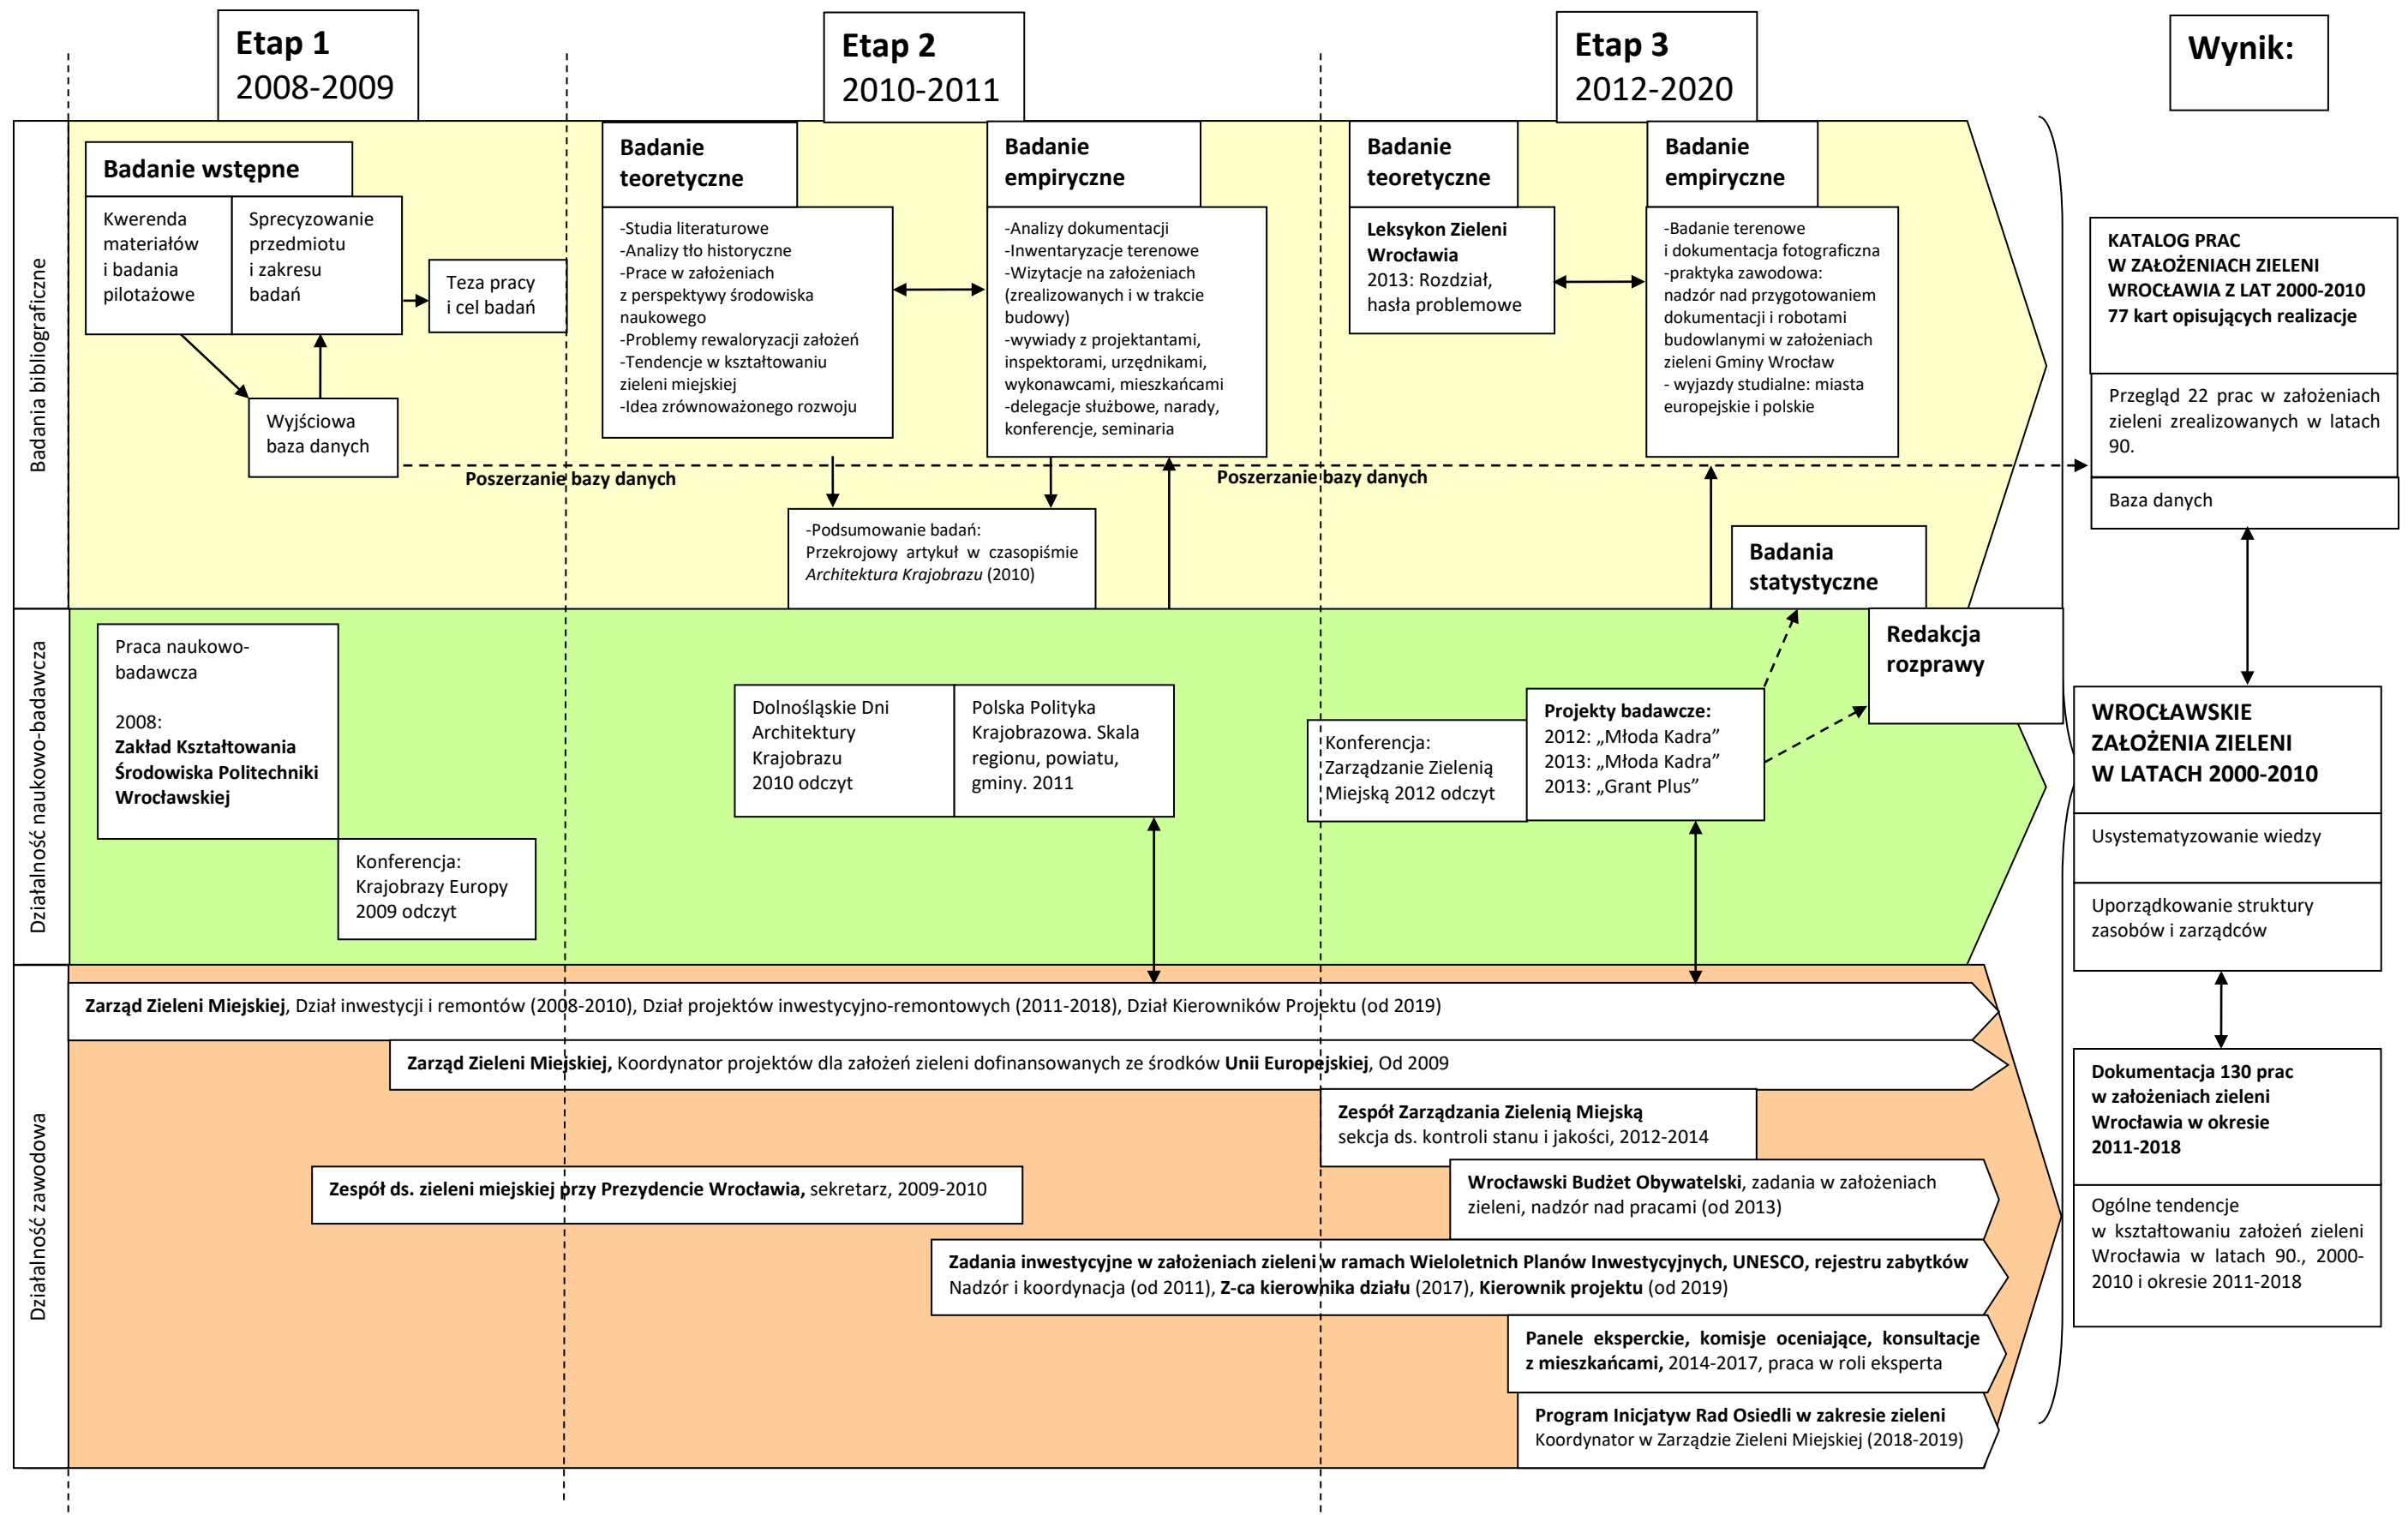 Etap 1
2008-2009
Etap 2
2010-2011
Etap 3
2012-2020
Wynik:
Badania bibliograficzne
Badanie wstępne
Kwerenda
materiałów
i badania
pilotażowe
Sprecyzowanie
przedmiotu
i zakresu
badań
Teza pracy
i cel badań
Wyjściowa
baza danych
Badanie
teoretyczne
-Studia literaturowe
-Analizy tło historyczne
-Prace w założeniach
z perspektywy środowiska
naukowego
-Problemy rewaloryzacji założeń
-Tendencje w kształtowaniu
zieleni miejskiej
-Idea zrównoważonego rozwoju
Badanie
empiryczne
-Analizy dokumentacji
-Inwentaryzacje terenowe
-Wizytacje na założeniach
(zrealizowanych i w trakcie
budowy)
-wywiady z projektantami,
inspektorami, urzędnikami,
wykonawcami, mieszkańcami
-delegacje służbowe, narady,
konferencje, seminaria
Badanie
teoretyczne
Leksykon Zieleni
Wrocławia
2013: Rozdział,
hasła problemowe
Badanie
empiryczne
-Badanie terenowe
i dokumentacja fotograficzna
-praktyka zawodowa:
nadzór nad przygotowaniem
dokumentacji i robotami
budowlanymi w założeniach
zieleni Gminy Wrocław
- wyjazdy studialne: miasta
europejskie i polskie
Poszerzanie bazy danych
Poszerzanie bazy danych
-Podsumowanie badań:
Przekrojowy artykuł w czasopiśmie
Architektura Krajobrazu (2010)
Badania
statystyczne
Działalność naukowo-badawcza
Praca naukowo-
badawcza
2008:
Zakład Kształtowania
Środowiska Politechniki
Wrocławskiej
Konferencja:
Krajobrazy Europy
2009 odczyt
Dolnośląskie Dni
Architektury
Krajobrazu
2010 odczyt
Polska Polityka
Krajobrazowa. Skala
regionu, powiatu,
gminy. 2011
Konferencja:
Zarządzanie Zielenią
Miejską 2012 odczyt
Projekty badawcze:
2012: „Młoda Kadra”
2013: „Młoda Kadra”
2013: „Grant Plus”
Redakcja
rozprawy
Działalność zawodowa
Zarząd Zieleni Miejskiej, Dział inwestycji i remontów (2008-2010), Dział projektów inwestycyjno-remontowych (2011-2018), Dział Kierowników Projektu (od 2019)
Zarząd Zieleni Miejskiej, Koordynator projektów dla założeń zieleni dofinansowanych ze środków Unii Europejskiej, Od 2009
Zespół Zarządzania Zielenią Miejską
sekcja ds. kontroli stanu i jakości, 2012-2014
Zespół ds. zieleni miejskiej przy Prezydencie Wrocławia, sekretarz, 2009-2010
Wrocławski Budżet Obywatelski, zadania w założeniach
zieleni, nadzór nad pracami (od 2013)
Zadania inwestycyjne w założeniach zieleni w ramach Wieloletnich Planów Inwestycyjnych, UNESCO, rejestru zabytków
Nadzór i koordynacja (od 2011), Z-ca kierownika działu (2017), Kierownik projektu (od 2019)
Panele eksperckie, komisje oceniające, konsultacje
z mieszkańcami, 2014-2017, praca w roli eksperta
Program Inicjatyw Rad Osiedli w zakresie zieleni
Koordynator w Zarządzie Zieleni Miejskiej (2018-2019)
KATALOG PRAC
W ZAŁOŻENIACH ZIELENI
WROCŁAWIA Z LAT 2000-2010
77 kart opisujących realizacje
Przegląd 22 prac w założeniach
zieleni zrealizowanych w latach
90.
Baza danych
WROCŁAWSKIE
ZAŁOŻENIA ZIELENI
W LATACH 2000-2010
Usystematyzowanie wiedzy
Uporządkowanie struktury
zasobów i zarządców
Dokumentacja 130 prac
w założeniach zieleni
Wrocławia w okresie
2011-2018
Ogólne tendencje
w kształtowaniu założeń zieleni
Wrocławia w latach 90., 2000-
2010 i okresie 2011-2018